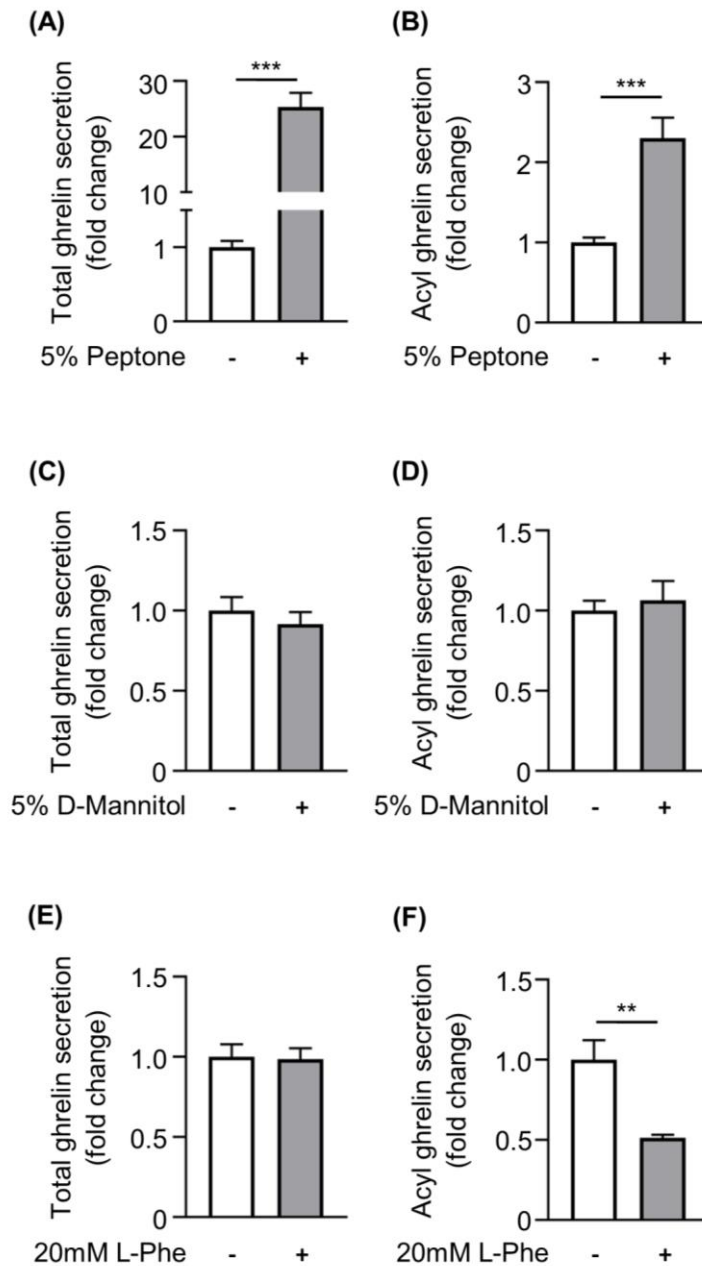 (A)
Total ghrelin secretion
(fold change)
***
30
20
10
1
0
5% Peptone - +
(B)
Acyl ghrelin secretion
(fold change)
***
3
2
1
0
5% Peptone - +
(C)
Total ghrelin secretion
(fold change)
1.5
1.0
0.5
0
5% D-Mannitol - +
(D)
Acyl ghrelin secretion
(fold change)
1.5
1.0
0.5
0
5% D-Mannitol - +
(E)
Total ghrelin secretion
(fold change)
1.5
1.0
0.5
0
20mM L-Phe - +
(F)
Acyl ghrelin secretion
(fold change)
**
1.5
1.0
0.5
0
20mM L-Phe - +